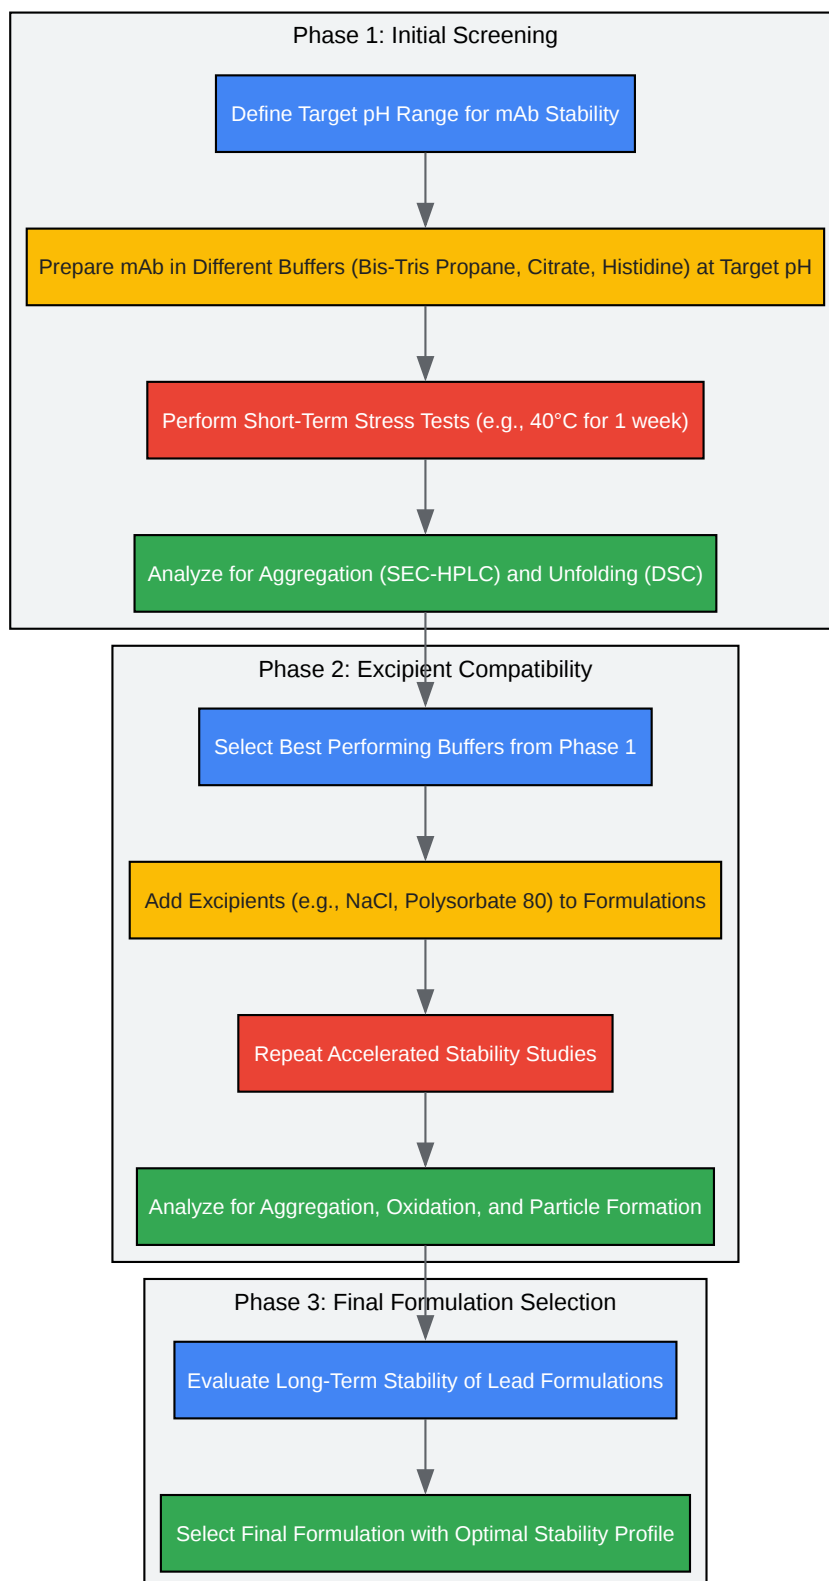 Phase 1: Initial Screening
Define Target pH Range for mAb Stability
Prepare mAb in Different Buffers (Bis-Tris Propane, Citrate, Histidine) at Target pH
Perform Short-Term Stress Tests (e.g., 40°C for 1 week)
Analyze for Aggregation (SEC-HPLC) and Unfolding (DSC)
Phase 2: Excipient Compatibility
Select Best Performing Buffers from Phase 1
Add Excipients (e.g., NaCl, Polysorbate 80) to Formulations
Repeat Accelerated Stability Studies
Analyze for Aggregation, Oxidation, and Particle Formation
Phase 3: Final Formulation Selection
Evaluate Long-Term Stability of Lead Formulations
Select Final Formulation with Optimal Stability Profile